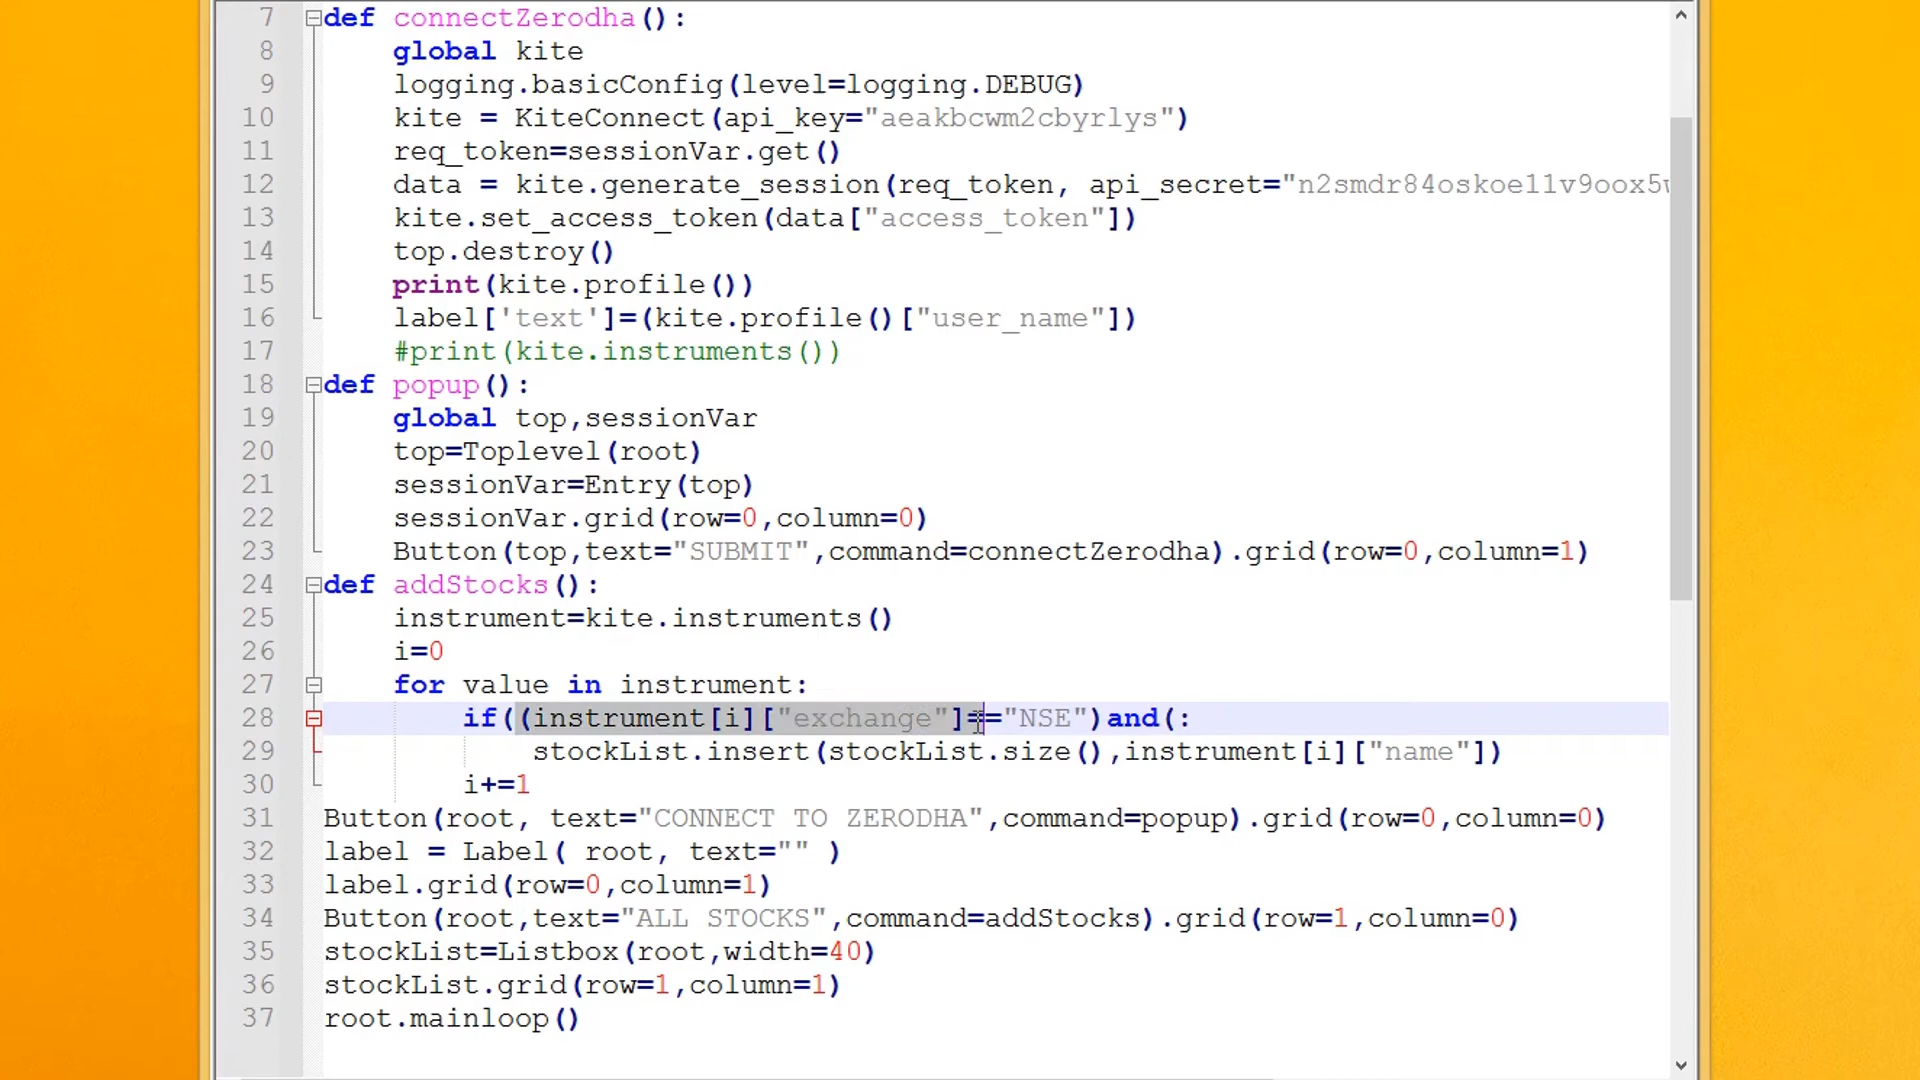 7 def connectZerodha():
8 global kite
9 logging.basicConfig(level=logging.DEBUG)
10 kite = KiteConnect(api_key="aeakbcwm2cbyrlys")
11 req_token=sessionVar.get()
12 data = kite.generate_session(req_token, api_secret="n2smdr84oskoe11v9oox5
13 kite.set_access_token(data["access_token"])
14 top.destroy()
15 print(kite.profile())
16 label['text']=(kite.profile()["user_name"])
17 #print(kite.instruments())
18 def popup():
19 global top,sessionVar
20 top=Toplevel(root)
21 sessionVar=Entry(top)
22 sessionVar.grid(row=0,column=0)
23 Button(top,text="SUBMIT",command=connectZerodha).grid(row=0,column=1)
24 def addStocks():
25 instrument=kite.instruments()
26 i=0
27 for value in instrument:
28 if((instrument[i]["exchange"]=="NSE")and(:
29 stockList.insert(stockList.size(),instrument[i]["name"])
30 i+=1
31 Button(root, text="CONNECT TO ZERODHA",command=popup).grid(row=0,column=0)
32 label = Label( root, text="" )
33 label.grid(row=0,column=1)
34 Button(root,text="ALL STOCKS",command=addStocks).grid(row=1,column=0)
35 stockList=Listbox(root,width=40)
36 stockList.grid(row=1,column=1)
37 root.mainloop()